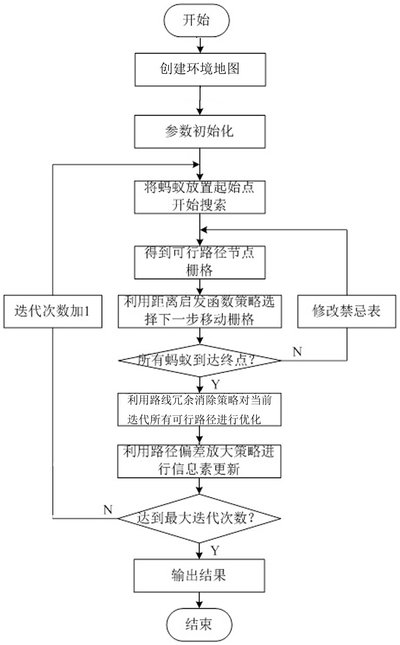 开始
创建环境地图
参数初始化
将蚂蚁放置起始点
开始搜索
得到可行路径节点
栅格
迭代次数加1
利用距离启发函数策略选
择下一步移动栅格
修改禁忌表
所有蚂蚁到达终点？
N
Y
利用路线冗余消除策略对当前
迭代所有可行路径进行优化
利用路径偏差放大策略进
行信息素更新
N
达到最大迭代次数？
Y
输出结果
结束